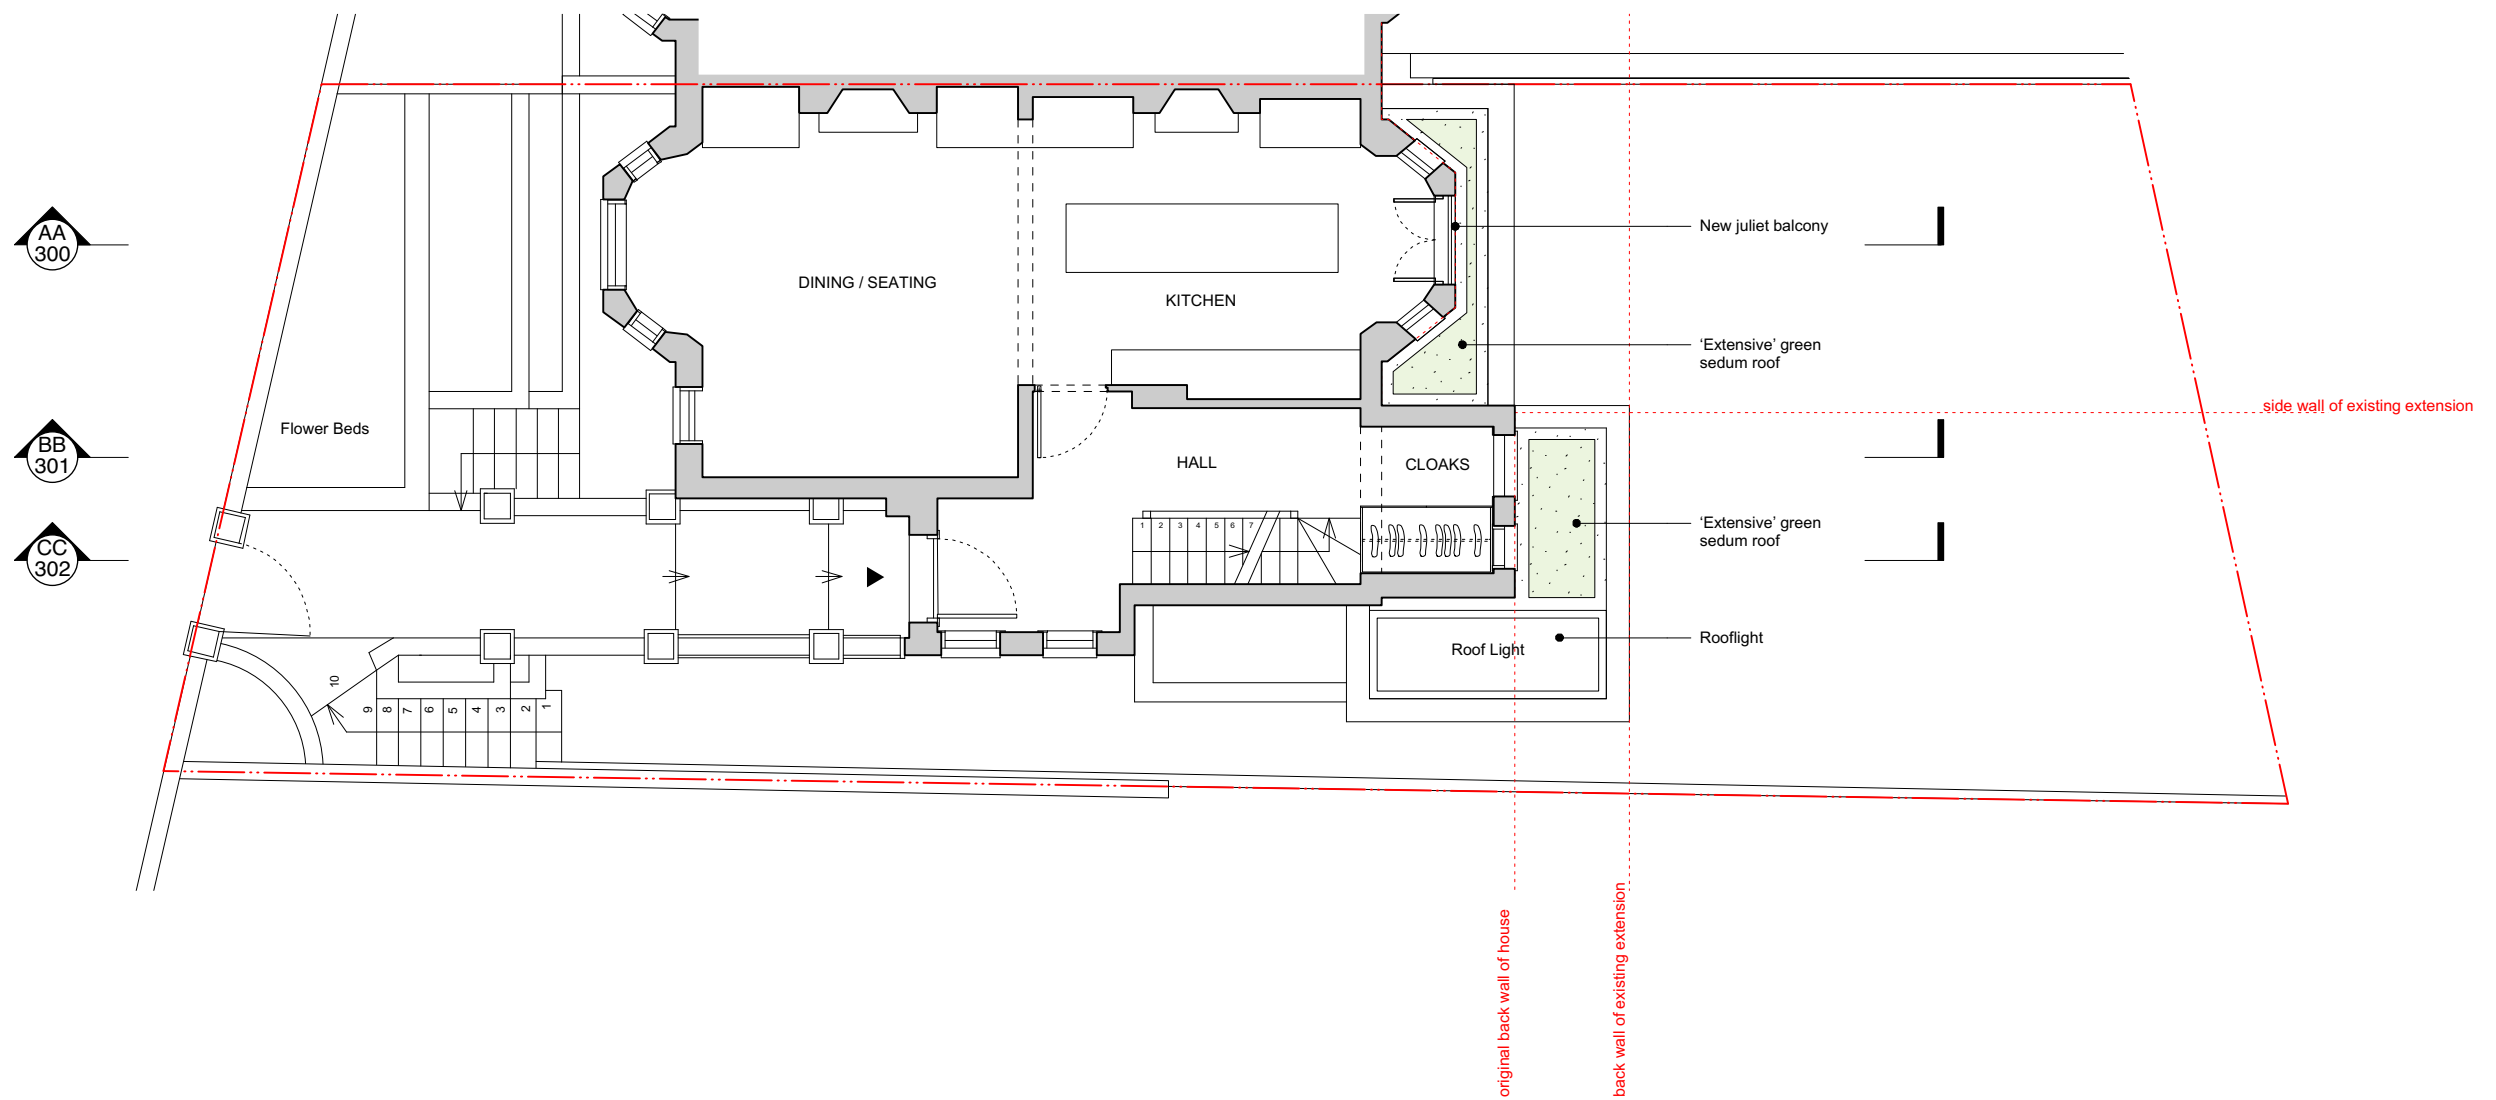 AA
300
New juliet balcony
DINING / SEATING
KITCHEN
‘Extensive’ green
sedum roof
side wall of existing extension
Flower Beds
BB
301
HALL
CLOAKS
‘Extensive’ green
sedum roof
1 2 3 4 5 6 7
CC
302
Rooflight
Roof Light
10
9 8 7 6 5 4 3 2 1
original back wall of house
back wall of existing extension